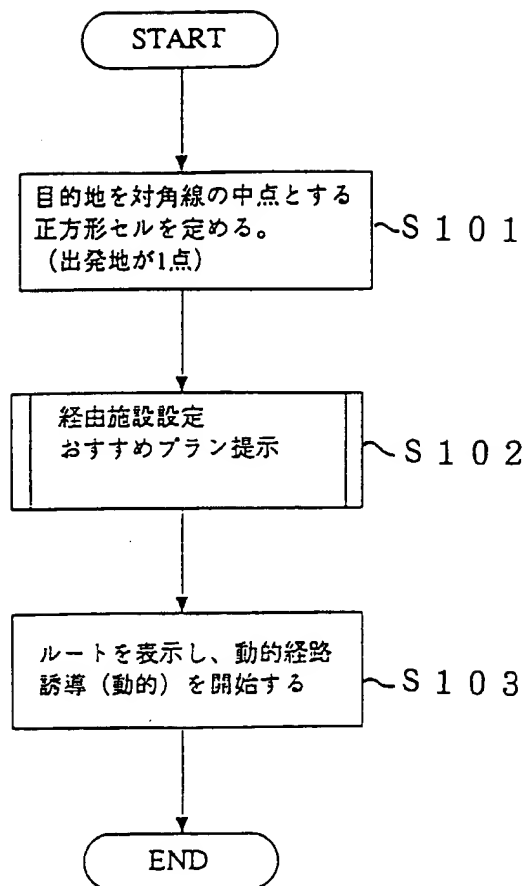 START
目的地を対角線の中点とする
正方形セルを定める。
（出発地が1点）
S101
経由施設設定
おすすめプラン提示
S102
ルートを表示し、動的経路
誘導（動的）を開始する
S103
END